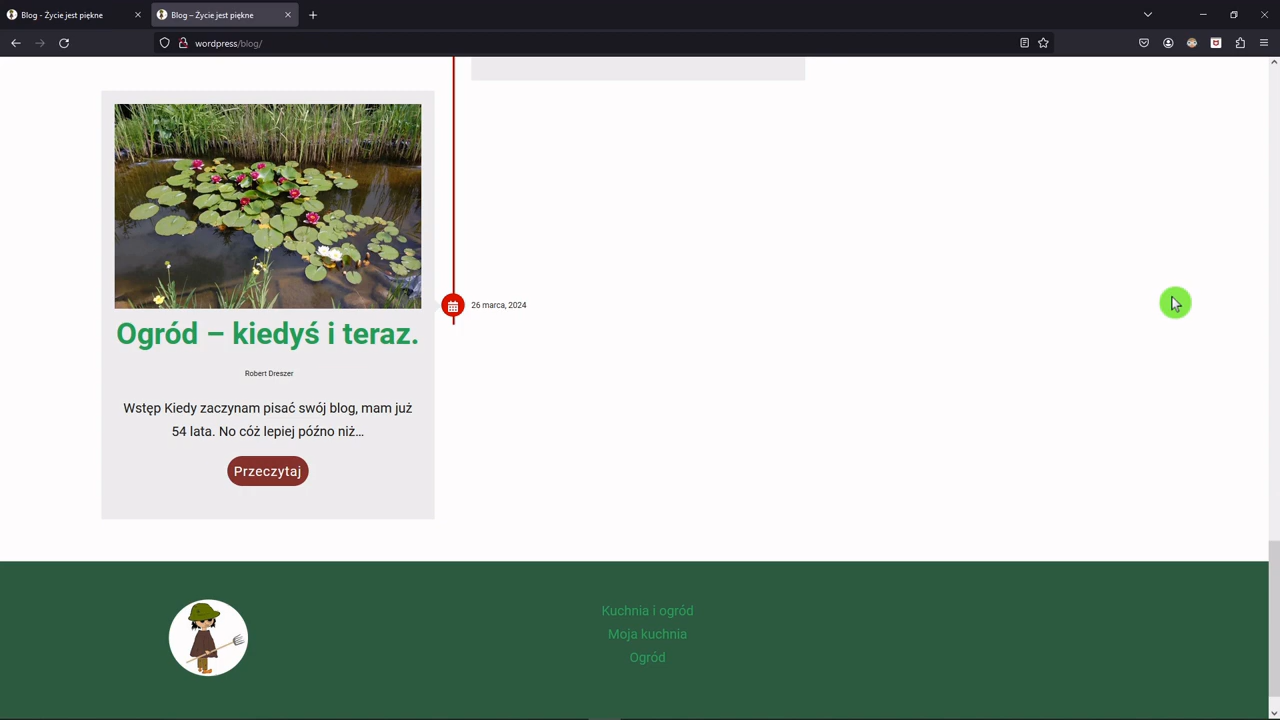 Blog - Życie jest piękne
Blog – Życie jest piękne
wordpress/blog/
26 marca, 2024
Ogród – kiedyś i teraz.
Robert Dreszer
Wstęp Kiedy zaczynam pisać swój blog, mam już
54 lata. No cóż lepiej późno niż…
Przeczytaj
Kuchnia i ogród
Moja kuchnia
Ogród